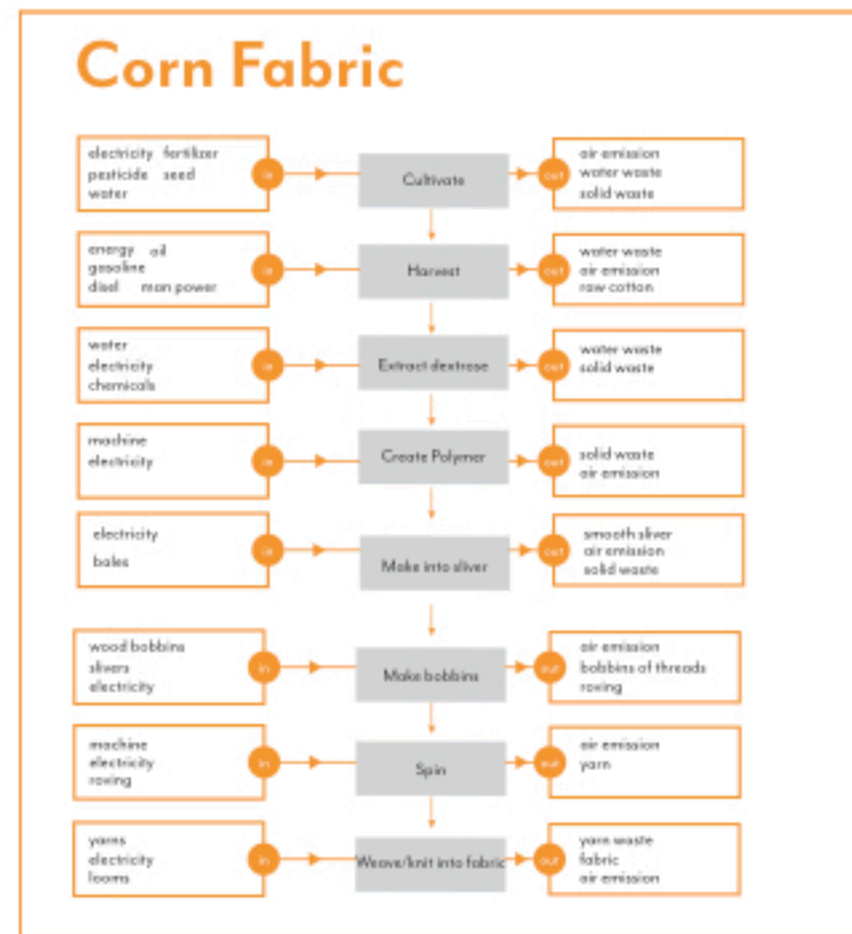 Corn Fabric
electricity fertilizer
pesticide seed
water
in
Cultivate
out
air emission
water waste
solid waste
energy oil
gasoline
disel man power
in
Harvest
out
water waste
air emission
raw cotton
water
electricity
chemicals
in
Extract dextrose
out
water waste
solid waste
machine
electricity
in
Create Polymer
out
solid waste
air emission
electricity
bales
in
Make into sliver
out
smooth sliver
air emission
solid waste
wood bobbins
slivers
electricity
in
Make bobbins
out
air emission
bobbins of threads
roving
machine
electricity
roving
in
Spin
out
air emission
yarn
yarns
electricity
looms
in
Weave/knit into fabric
out
yarn waste
fabric
air emission